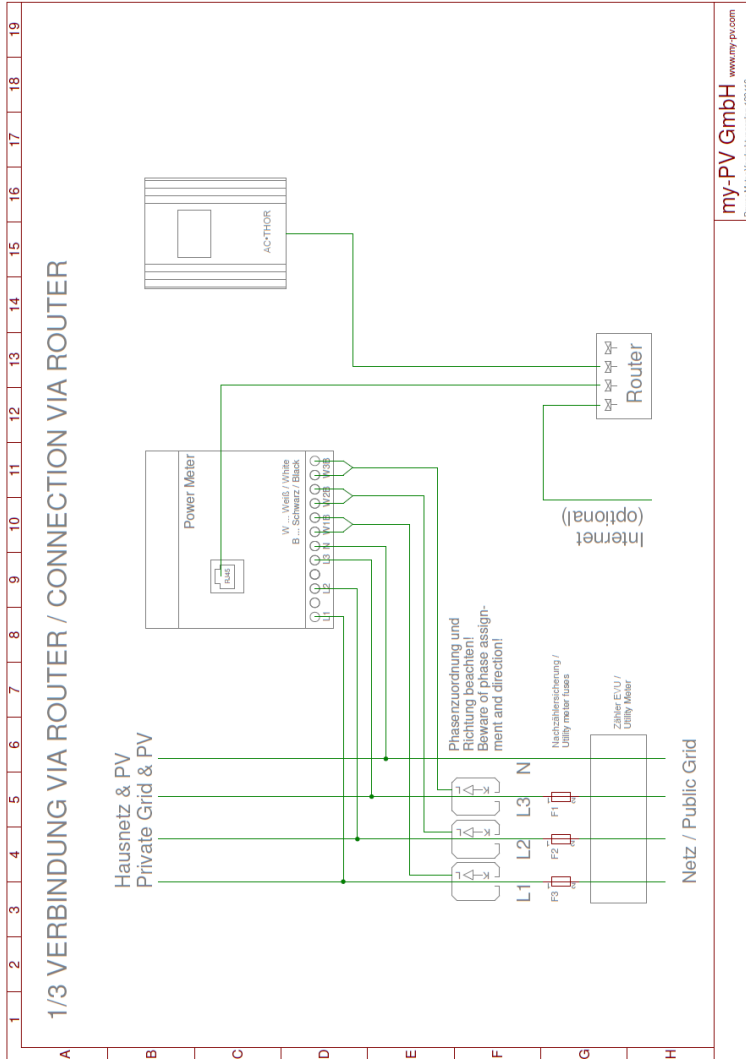 1 2 3 4 5 6 7 8 9 10 11 12 13 14 15 16 17 18 19
A
B
C
D
E
F
G
H
1/3 VERBINDUNG VIA ROUTER / CONNECTION VIA ROUTER
Hausnetz & PV
Private Grid & PV
Power Meter
RJ45
W ... Weiß / White
B ... Schwarz / Black
L1 L2 L3 N W1B W2B W3B
AC•THOR
Phasenzuordnung und
Richtung beachten!
Beware of phase assign-
ment and direction!
L1 L2 L3 N
Nachzählersicherung /
Utility meter fuses
F3 F2 F1
Zähler EVU /
Utility Meter
Netz / Public Grid
Internet
(optional)
Router
my-PV GmbH www.my-pv.com